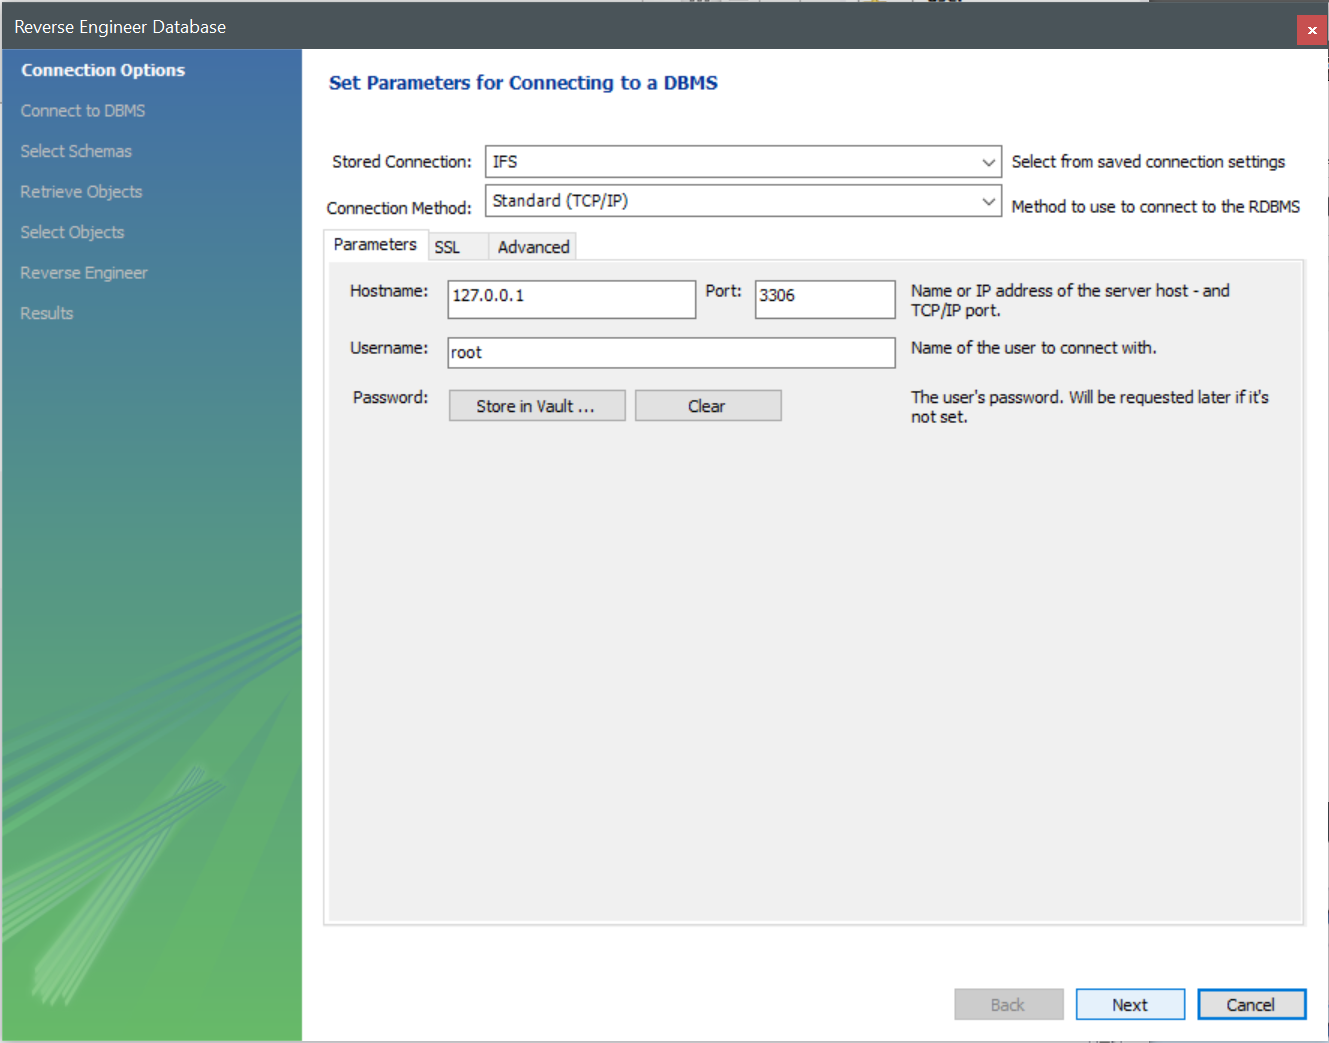 Reverse Engineer Database
Connection Options
Connect to DBMS
Select Schemas
Retrieve Objects
Select Objects
Reverse Engineer
Results
Set Parameters for Connecting to a DBMS
Stored Connection: IFS Select from saved connection settings
Connection Method: Standard (TCP/IP) Method to use to connect to the RDBMS
Parameters SSL Advanced
Hostname: 127.0.0.1 Port: 3306 Name or IP address of the server host - and
TCP/IP port.
Username: root Name of the user to connect with.
Password: Store in Vault ... Clear The user's password. Will be requested later if it's
not set.
Back Next Cancel